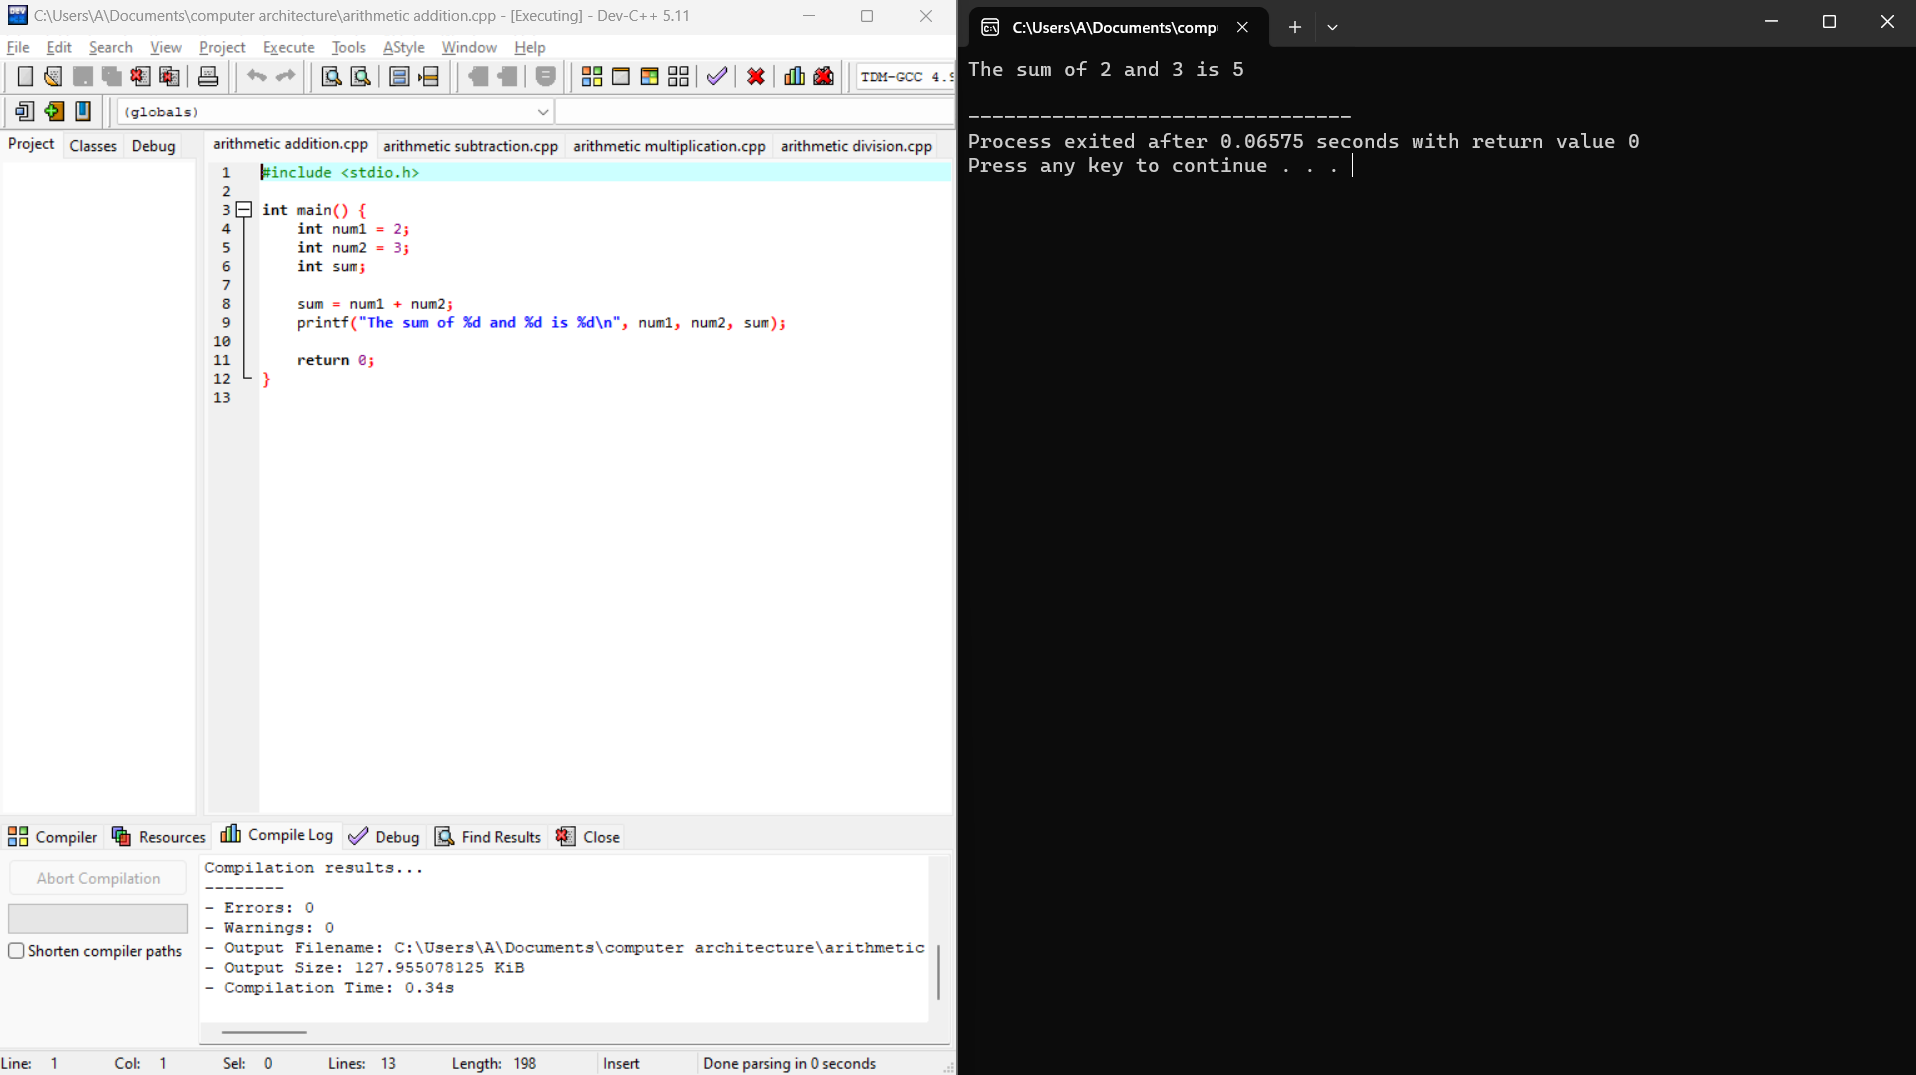 C:\Users\A\Documents\computer architecture\arithmetic addition.cpp - [Executing] - Dev-C++ 5.11
File Edit Search View Project Execute Tools AStyle Window Help
TDM-GCC 4.9
(globals)
Project Classes Debug
arithmetic addition.cpp arithmetic subtraction.cpp arithmetic multiplication.cpp arithmetic division.cpp
1 #include <stdio.h>
2
3 int main() {
4 int num1 = 2;
5 int num2 = 3;
6 int sum;
7
8 sum = num1 + num2;
9 printf("The sum of %d and %d is %d\n", num1, num2, sum);
10
11 return 0;
12 }
13
Compiler Resources Compile Log Debug Find Results Close
Abort Compilation
Shorten compiler paths
Compilation results...
--------
- Errors: 0
- Warnings: 0
- Output Filename: C:\Users\A\Documents\computer architecture\arithmetic
- Output Size: 127.955078125 KiB
- Compilation Time: 0.34s
Line: 1 Col: 1 Sel: 0 Lines: 13 Length: 198 Insert Done parsing in 0 seconds
C:\Users\A\Documents\comp
The sum of 2 and 3 is 5
--------------------------------
Process exited after 0.06575 seconds with return value 0
Press any key to continue . . .